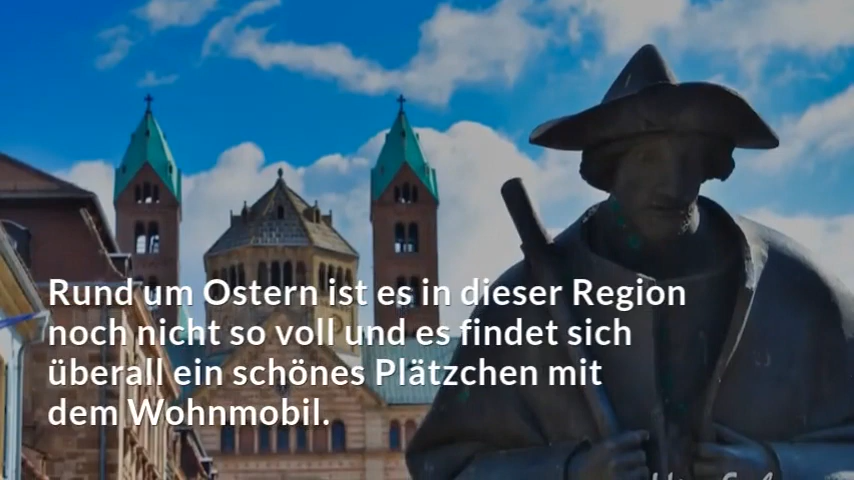 Rund um Ostern ist es in dieser Region
noch nicht so voll und es findet sich
überall ein schönes Plätzchen mit
dem Wohnmobil.